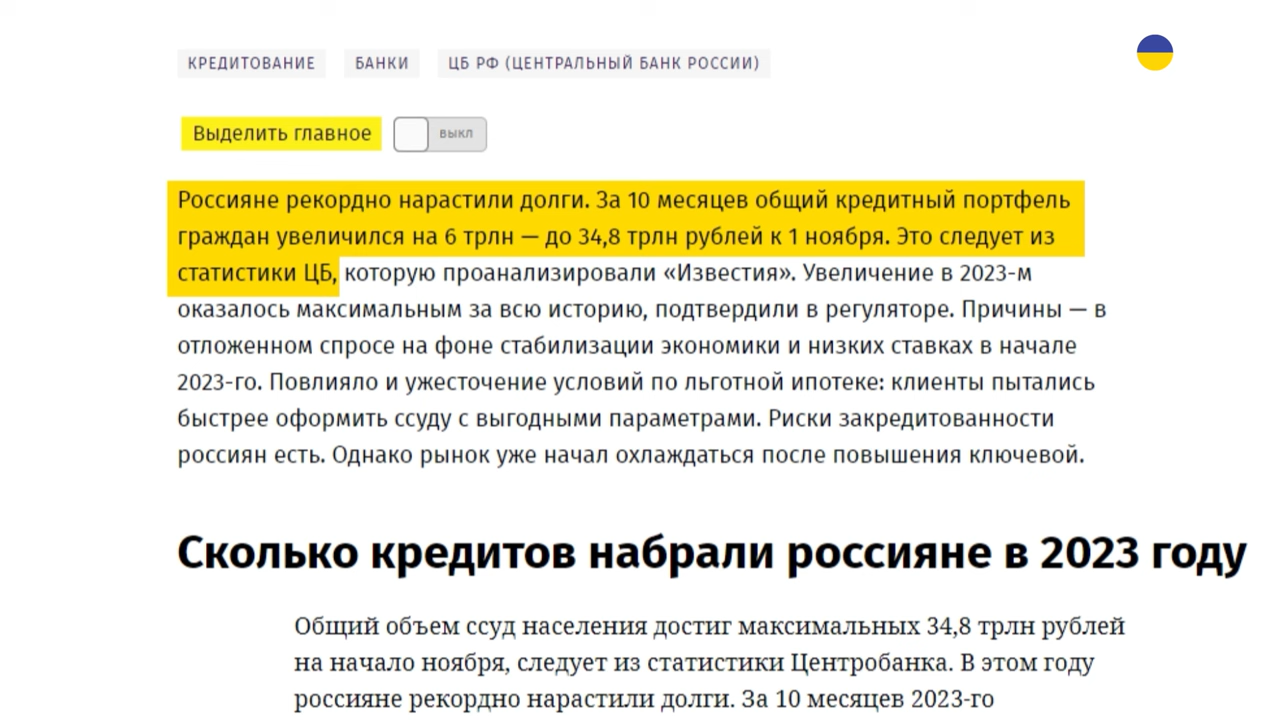 КРЕДИТОВАНИЕ БАНКИ ЦБ РФ (ЦЕНТРАЛЬНЫЙ БАНК РОССИИ)
Выделить главное выкл
Россияне рекордно нарастили долги. За 10 месяцев общий кредитный портфель
граждан увеличился на 6 трлн — до 34,8 трлн рублей к 1 ноября. Это следует из
статистики ЦБ, которую проанализировали «Известия». Увеличение в 2023-м
оказалось максимальным за всю историю, подтвердили в регуляторе. Причины — в
отложенном спросе на фоне стабилизации экономики и низких ставках в начале
2023-го. Повлияло и ужесточение условий по льготной ипотеке: клиенты пытались
быстрее оформить ссуду с выгодными параметрами. Риски закредитованности
россиян есть. Однако рынок уже начал охлаждаться после повышения ключевой.
Сколько кредитов набрали россияне в 2023 году
Общий объем ссуд населения достиг максимальных 34,8 трлн рублей
на начало ноября, следует из статистики Центробанка. В этом году
россияне рекордно нарастили долги. За 10 месяцев 2023-го